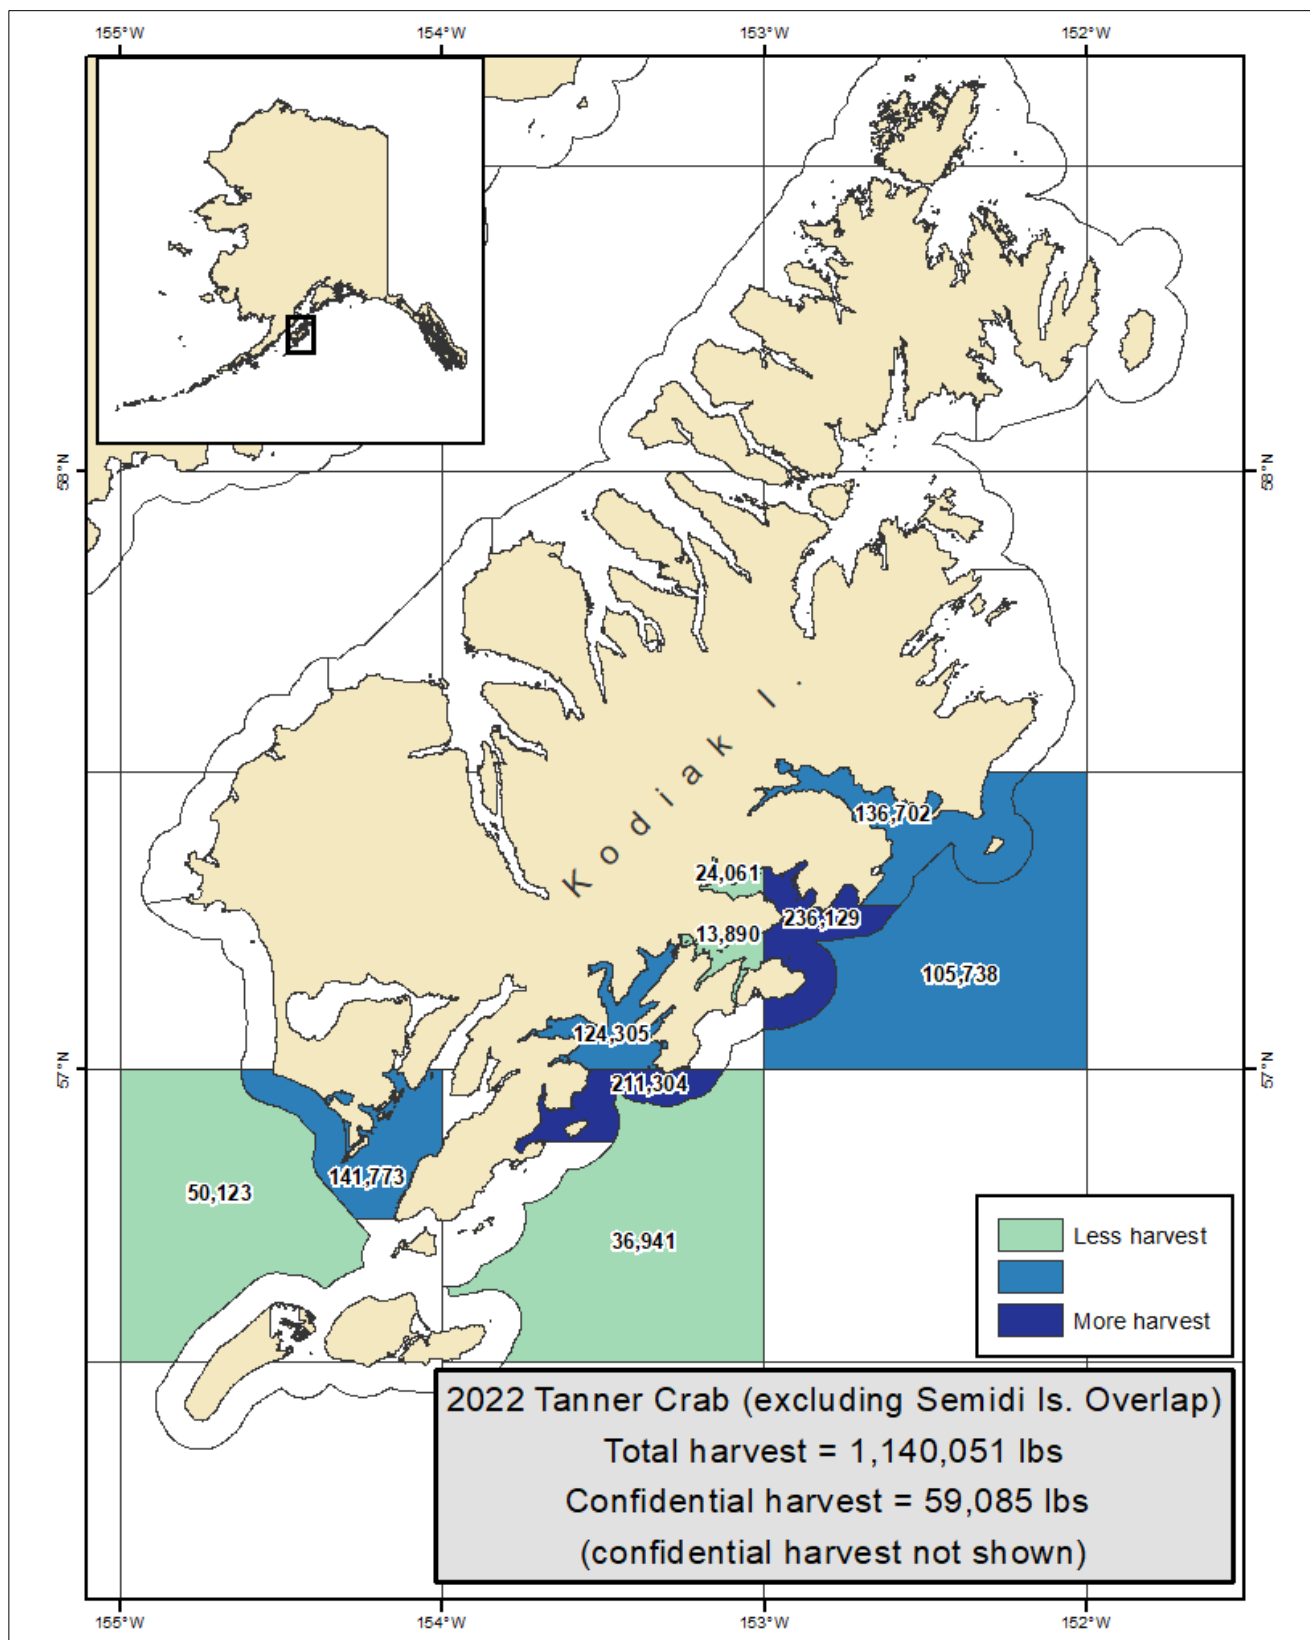 155°W 154°W 153°W 152°W
58°N 58°N
Kodiak I.
136,702
24,061
236,129
13,890
105,738
124,305
57°N 57°N
211,304
141,773
50,123
36,941
Less harvest
More harvest
2022 Tanner Crab (excluding Semidi Is. Overlap)
Total harvest = 1,140,051 lbs
Confidential harvest = 59,085 lbs
(confidential harvest not shown)
155°W 154°W 153°W 152°W